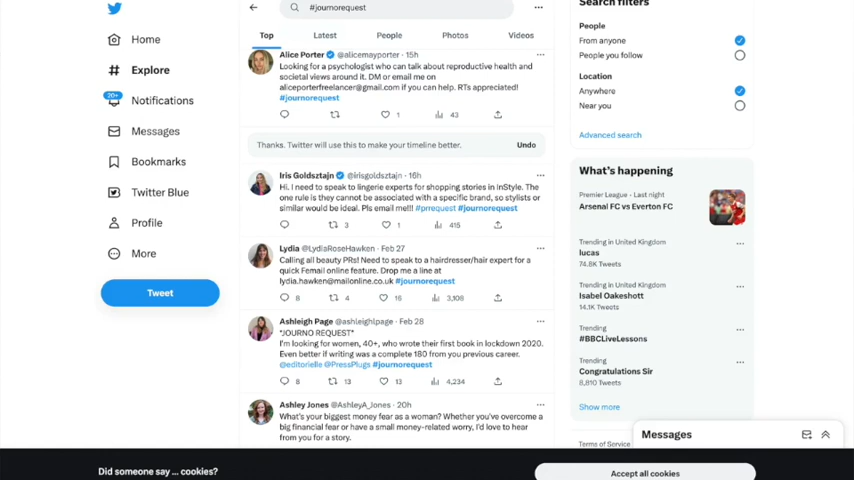 #journorequest
Search filters
Home
Explore
20+
Notifications
Messages
Bookmarks
Twitter Blue
Profile
More
Tweet
Top
Latest
People
Photos
Videos
Alice Porter @alicemayporter · 15h
Looking for a psychologist who can talk about reproductive health and
societal views around it. DM or email me on
aliceporterfreelancer@gmail.com if you can help. RTs appreciated!
#journorequest
1
43
Thanks. Twitter will use this to make your timeline better.
Undo
Iris Goldsztajn @irisgoldsztajn · 16h
Hi. I need to speak to lingerie experts for shopping stories in InStyle. The
one rule is they cannot be associated with a specific brand, so stylists or
similar would be ideal. Pls email me!! #prrequest #journorequest
3
1
415
Lydia @LydiaRoseHawken · Feb 27
Calling all beauty PRs! Need to speak to a hairdresser/hair expert for a
quick Femail online feature. Drop me a line at
lydia.hawken@mailonline.co.uk #journorequest
8
4
16
3,108
Ashleigh Page @ashleighlpage · Feb 28
*JOURNO REQUEST*
I'm looking for women, 40+, who wrote their first book in lockdown 2020.
Even better if writing was a complete 180 from you previous career.
@editorielle @PressPlugs #journorequest
8
13
13
4,234
Ashley Jones @AshleyA_Jones · 20h
What's your biggest money fear as a woman? Whether you've overcome a
big financial fear or have a small money-related worry, I'd love to hear
from you for a story.
People
From anyone
People you follow
Location
Anywhere
Near you
Advanced search
What's happening
Premier League · Last night
Arsenal FC vs Everton FC
Trending in United Kingdom
lucas
74.8K Tweets
Trending in United Kingdom
Isabel Oakeshott
14.1K Tweets
Trending
#BBCLiveLessons
Trending
Congratulations Sir
8,810 Tweets
Show more
Terms of Service
Messages
Did someone say … cookies?
Accept all cookies